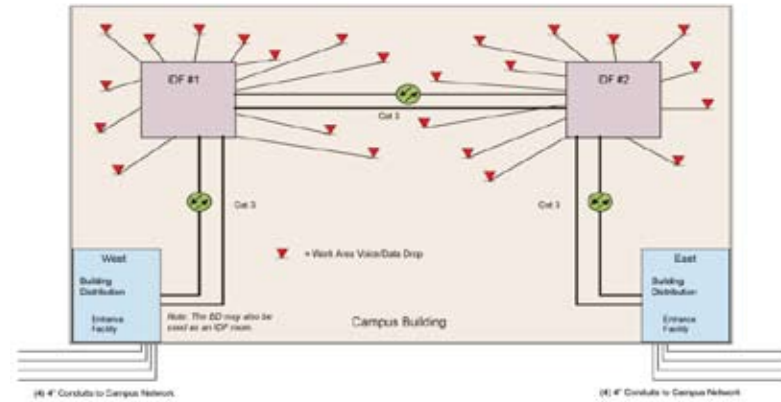 IDF #1
IDF #2
Cat 3
Cat 3
Cat 3
West
Building
Distribution
Entrance
Facility
= Work Area Voice/Data Drop
Note: The BD may also be
used as an IDF room.
Campus Building
East
Building
Distribution
Entrance
Facility
(4) 4" Conduits to Campus Network
(4) 4" Conduits to Campus Network